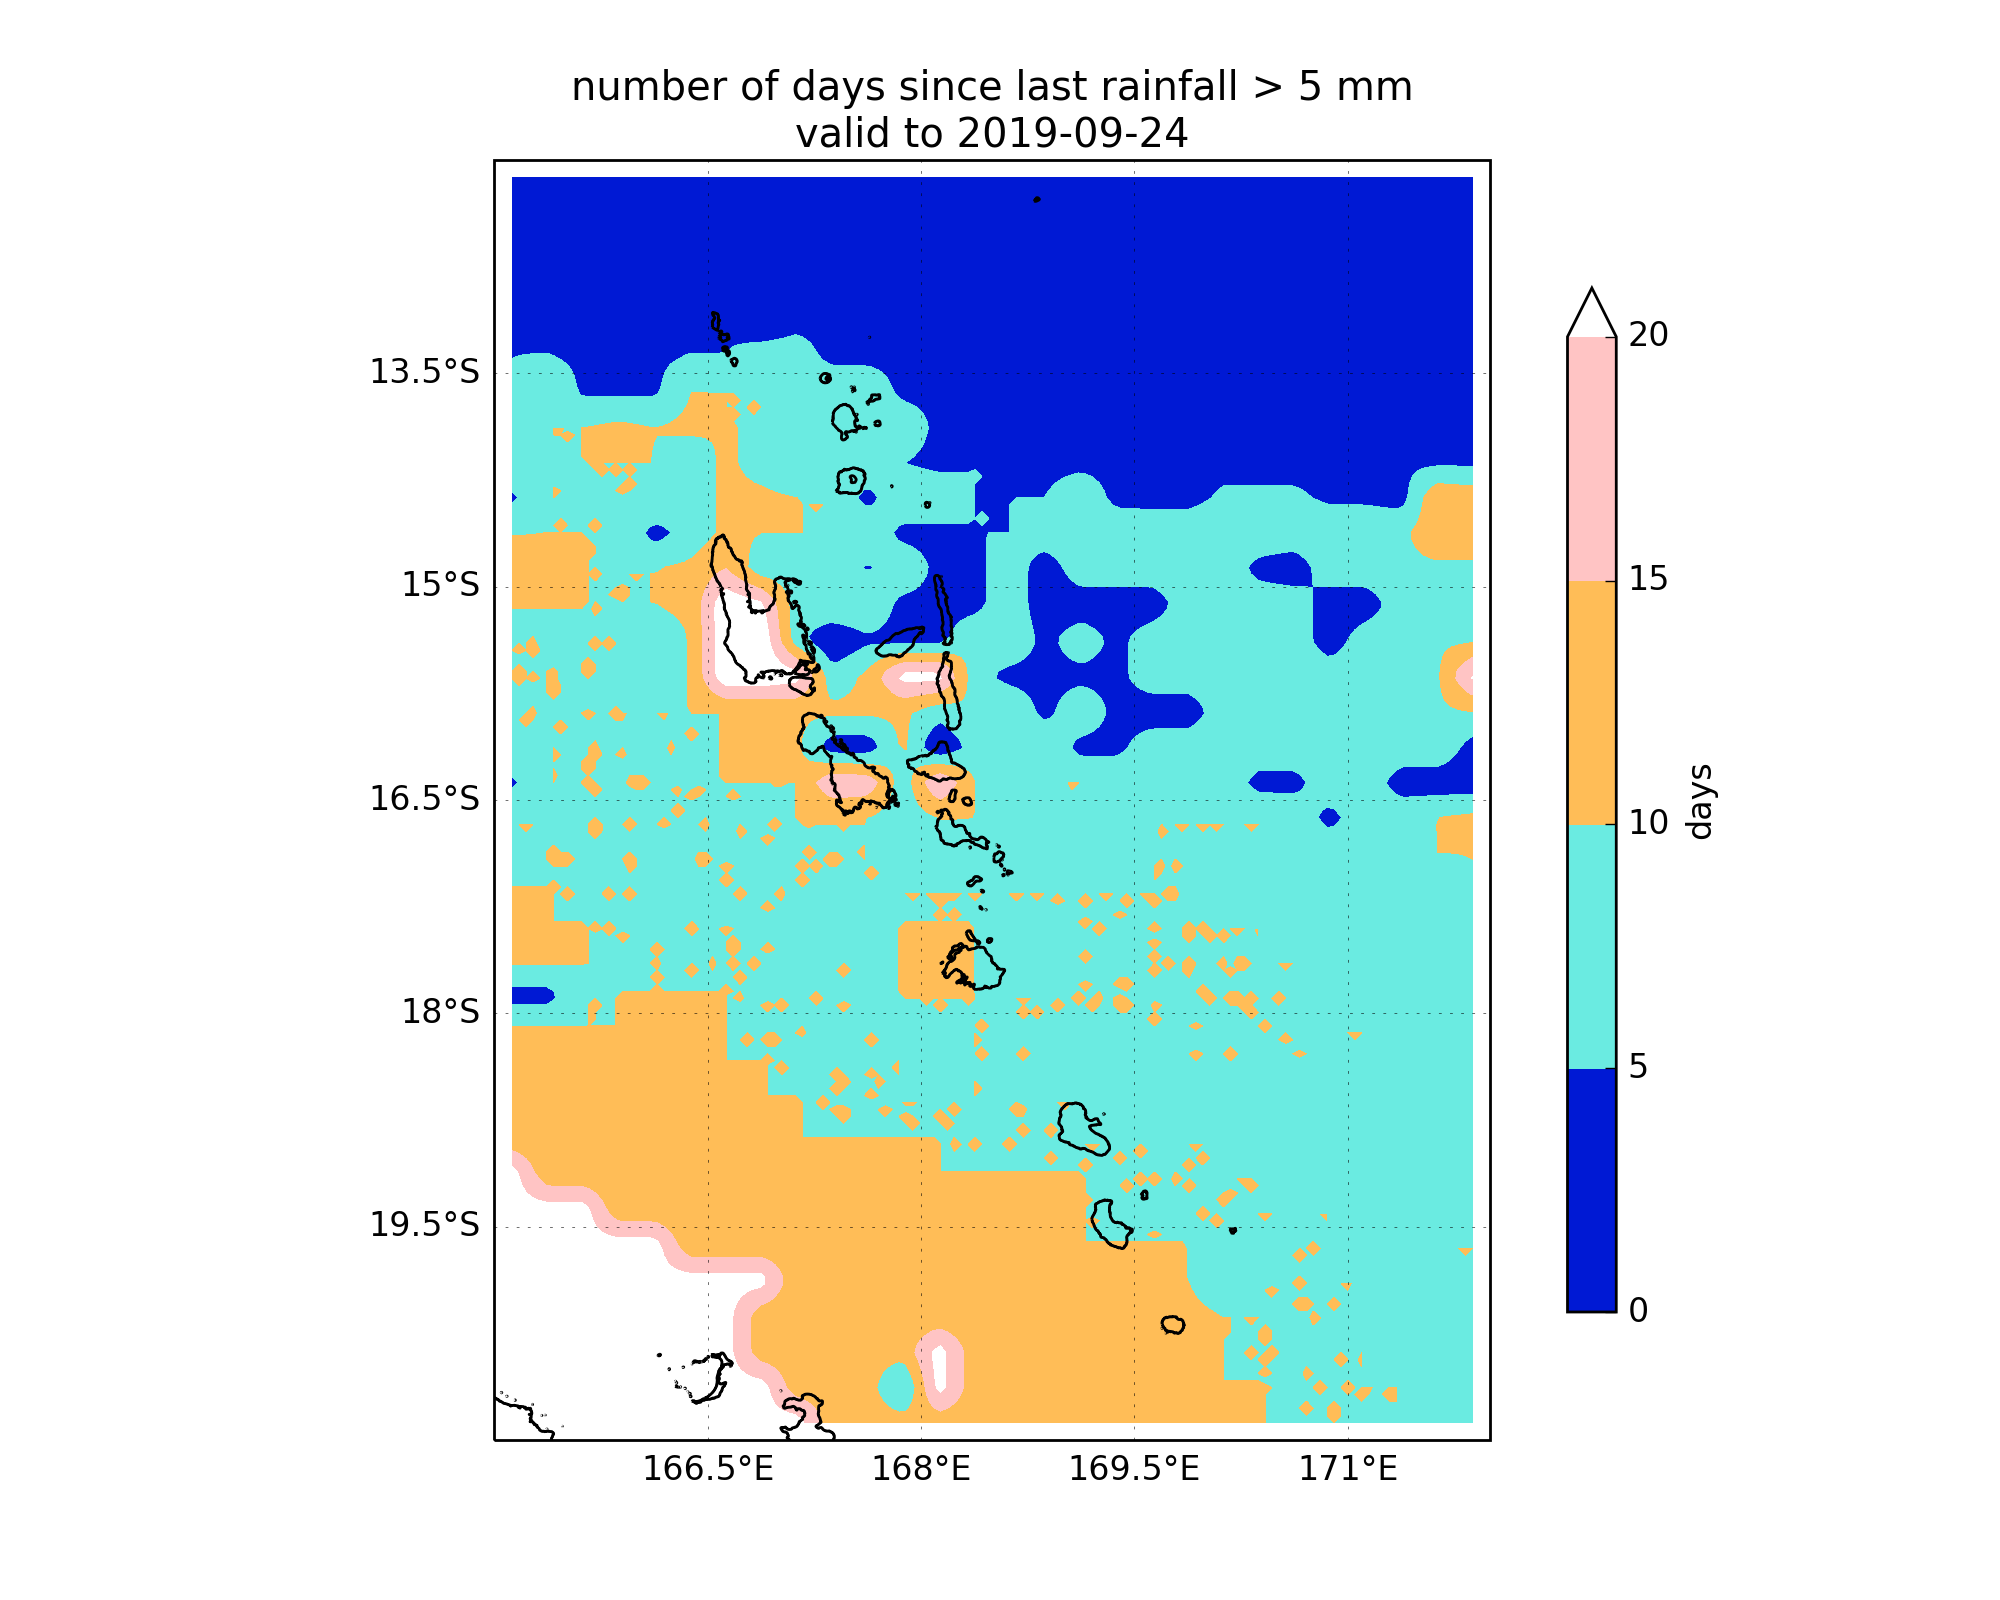 number of days since last rainfall > 5 mm
valid to 2019-09-24
13.5°S
15°S
16.5°S
18°S
19.5°S
166.5°E
168°E
169.5°E
171°E
20
15
10
5
0
days